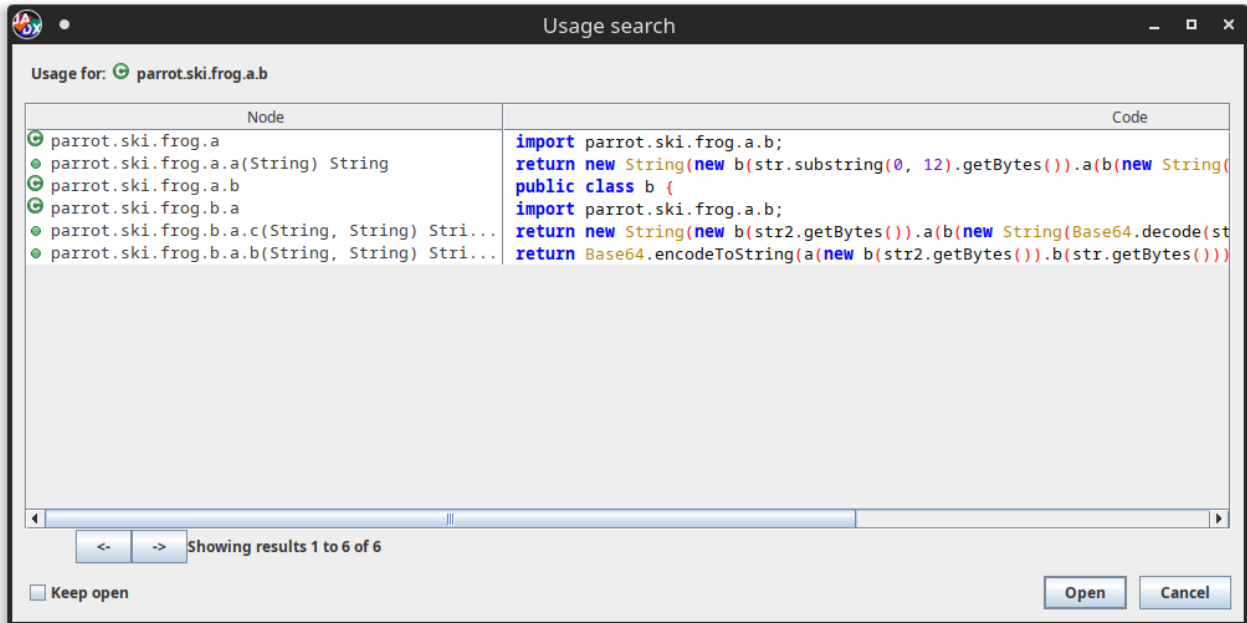 JADX
Usage search
Usage for: parrot.ski.frog.a.b
Node Code
parrot.ski.frog.a import parrot.ski.frog.a.b;
parrot.ski.frog.a.a(String) String return new String(new b(str.substring(0, 12).getBytes()).a(b(new String(
parrot.ski.frog.a.b public class b {
parrot.ski.frog.b.a import parrot.ski.frog.a.b;
parrot.ski.frog.b.a.c(String, String) Stri... return new String(new b(str2.getBytes()).a(b(new String(Base64.decode(st
parrot.ski.frog.b.a.b(String, String) Stri... return Base64.encodeToString(a(new b(str2.getBytes()).b(str.getBytes()))
<- -> Showing results 1 to 6 of 6
Keep open Open Cancel